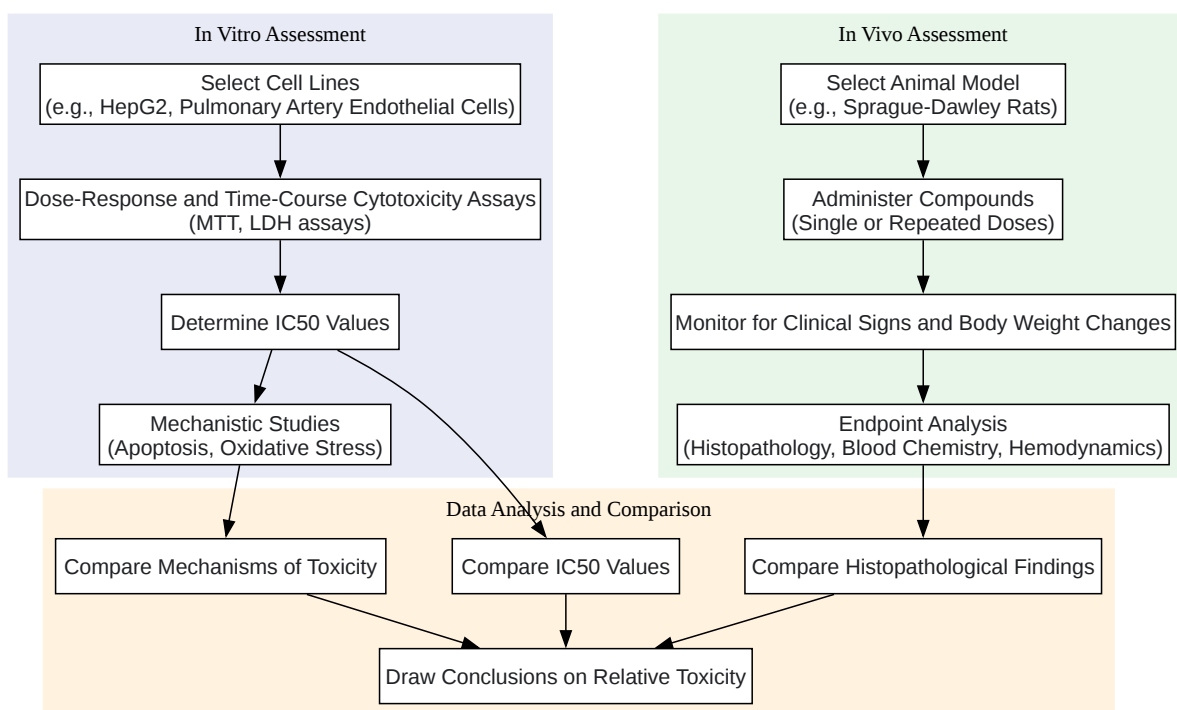 In Vitro Assessment
Select Cell Lines
(e.g., HepG2, Pulmonary Artery Endothelial Cells)
Dose-Response and Time-Course Cytotoxicity Assays
(MTT, LDH assays)
Determine IC50 Values
Mechanistic Studies
(Apoptosis, Oxidative Stress)
In Vivo Assessment
Select Animal Model
(e.g., Sprague-Dawley Rats)
Administer Compounds
(Single or Repeated Doses)
Monitor for Clinical Signs and Body Weight Changes
Endpoint Analysis
(Histopathology, Blood Chemistry, Hemodynamics)
Data Analysis and Comparison
Compare Mechanisms of Toxicity
Compare IC50 Values
Compare Histopathological Findings
Draw Conclusions on Relative Toxicity